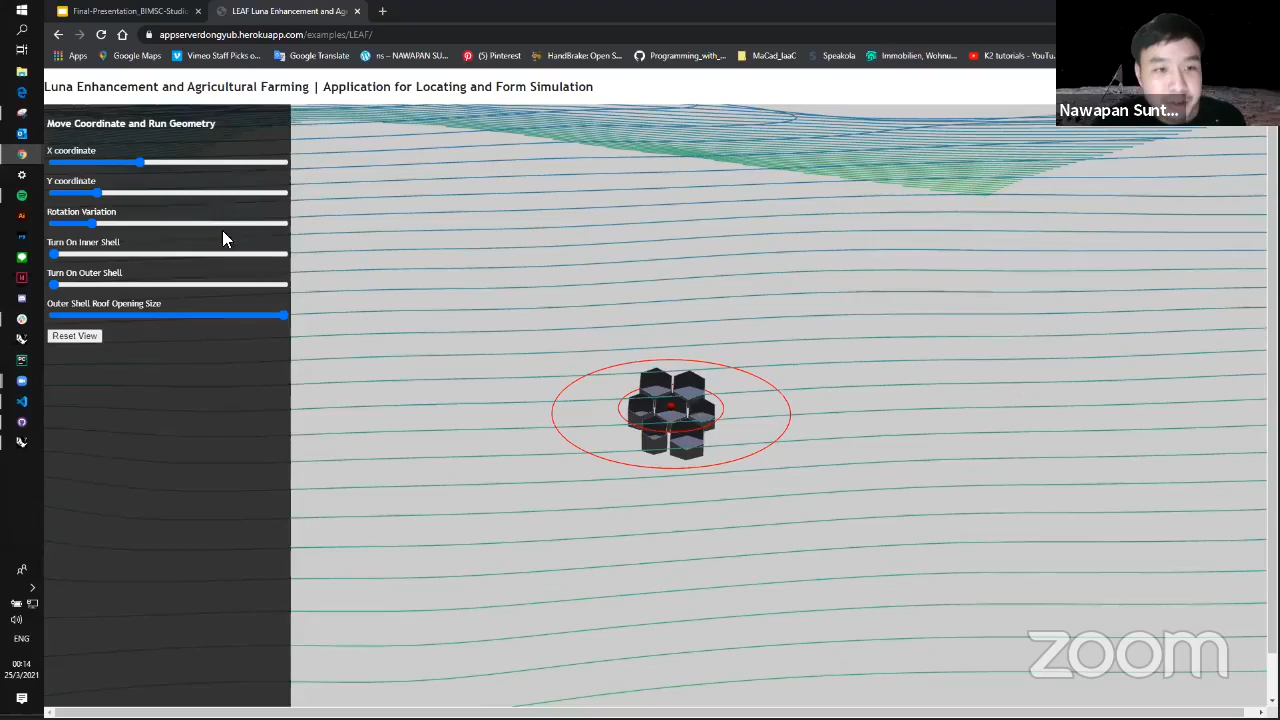 Final-Presentation_BIMSC-Studi
LEAF Luna Enhancement and Ag
appserverdongyub.herokuapp.com/examples/LEAF/
Apps
Google Maps
Vimeo Staff Picks o...
Google Translate
ns – NAWAPAN SU...
(5) Pinterest
HandBrake: Open S...
Programming_with_...
MaCad_IaaC
Speakola
Immobilien, Wohnu...
K2 tutorials - YouTu
Luna Enhancement and Agricultural Farming | Application for Locating and Form Simulation
Nawapan Sunt...
Move Coordinate and Run Geometry
X coordinate
Y coordinate
Rotation Variation
Turn On Inner Shell
Turn On Outer Shell
Outer Shell Roof Opening Size
Reset View
ENG
00:14
25/3/2021
zoom